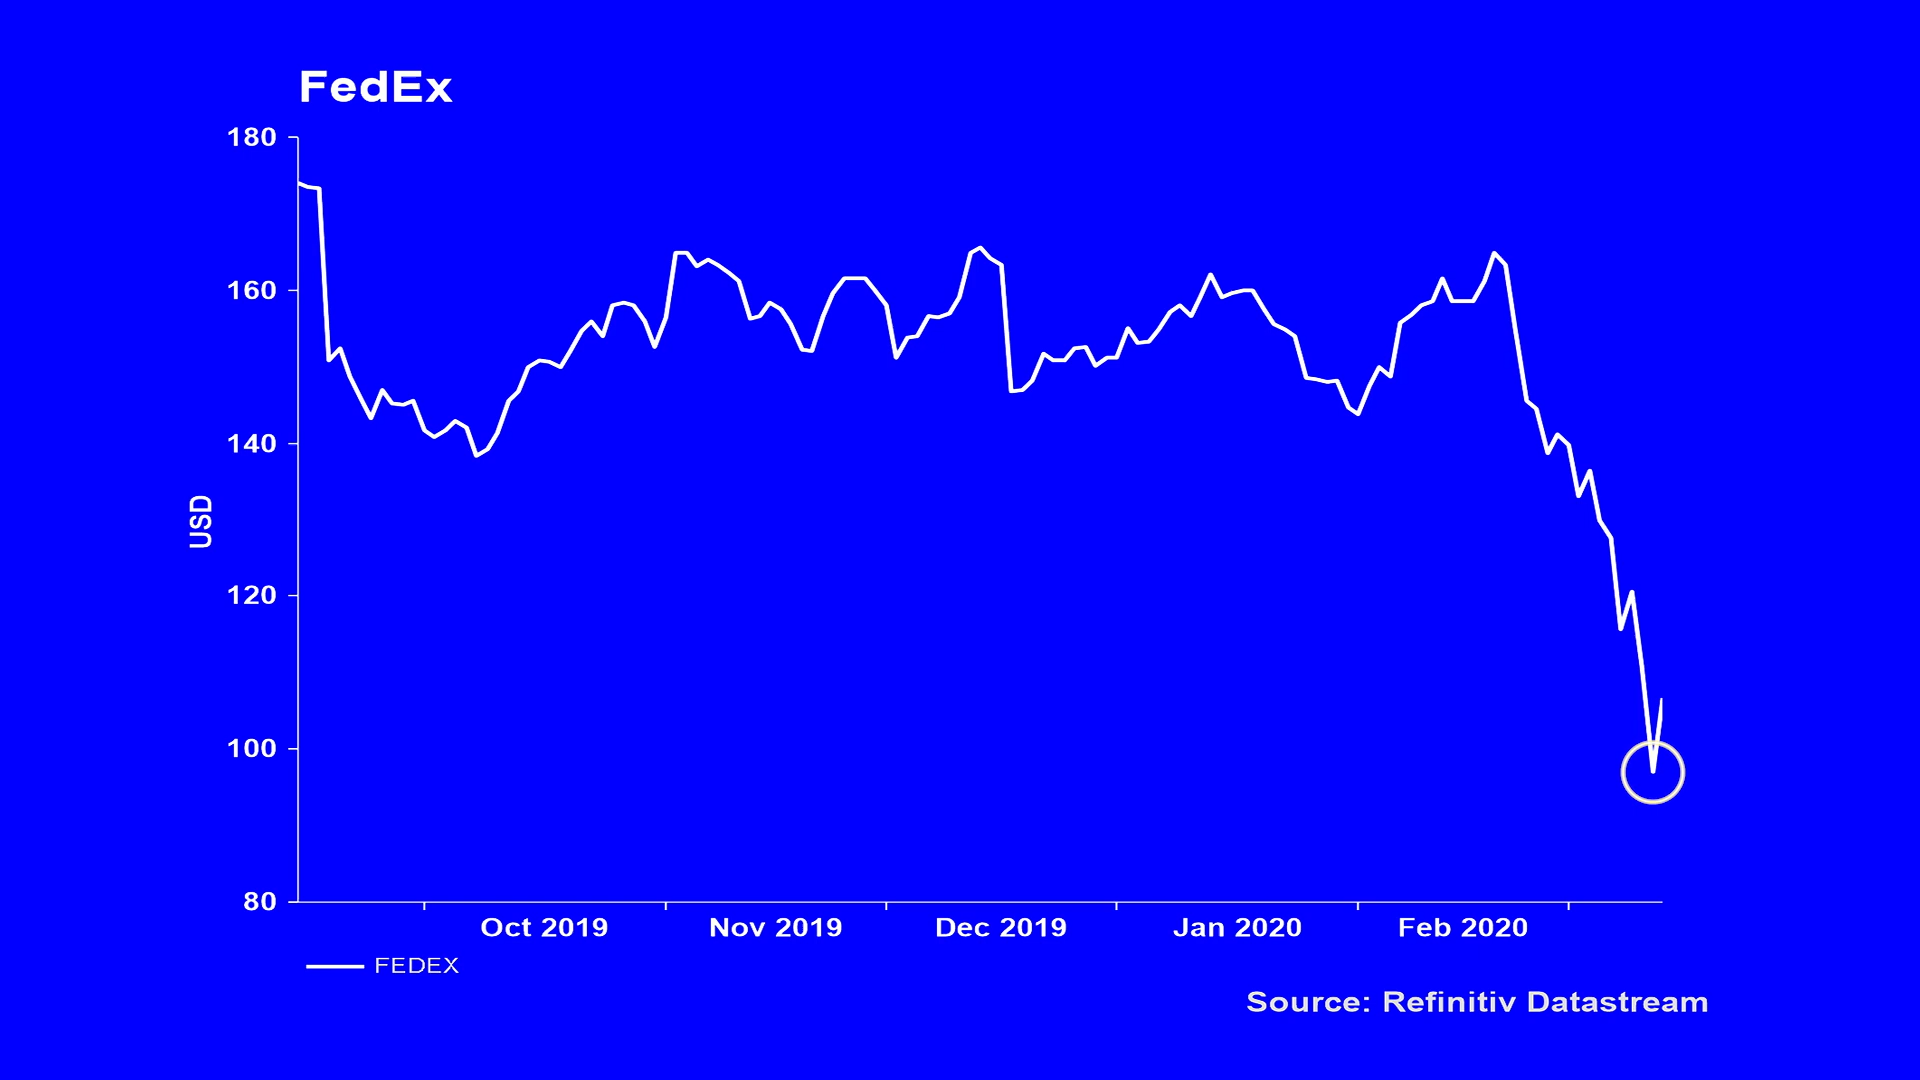 FedEx
180
160
140
120
100
80
USD
Oct 2019
Nov 2019
Dec 2019
Jan 2020
Feb 2020
FEDEX
Source: Refinitiv Datastream